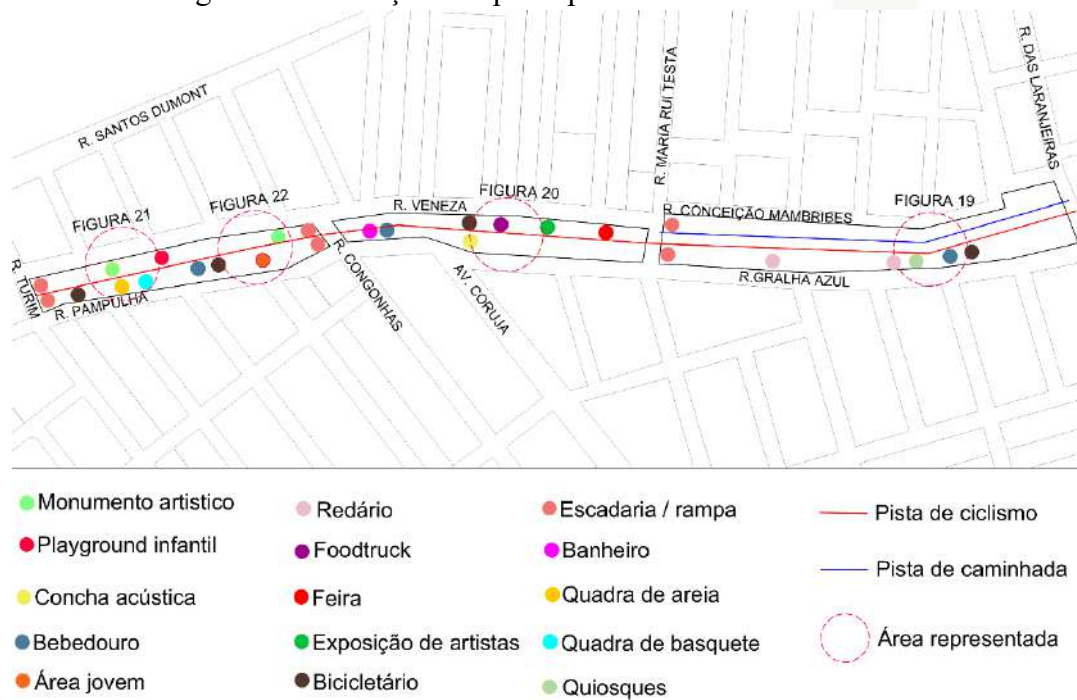 R. SANTOS DUMONT
R. MARIA RUI TESTA
R. DAS LARANJEIRAS
FIGURA 21
FIGURA 22
FIGURA 20
FIGURA 19
R. VENEZA
R. CONCEIÇÃO MAMBRIBES
R. TURIM
R. PAMPULHA
R. CONGONHAS
AV. CORUJA
R.GRALHA AZUL
Monumento artistico
Playground infantil
Concha acústica
Bebedouro
Área jovem
Redário
Foodtruck
Feira
Exposição de artistas
Bicicletário
Escadaria / rampa
Banheiro
Quadra de areia
Quadra de basquete
Quiosques
Pista de ciclismo
Pista de caminhada
Área representada